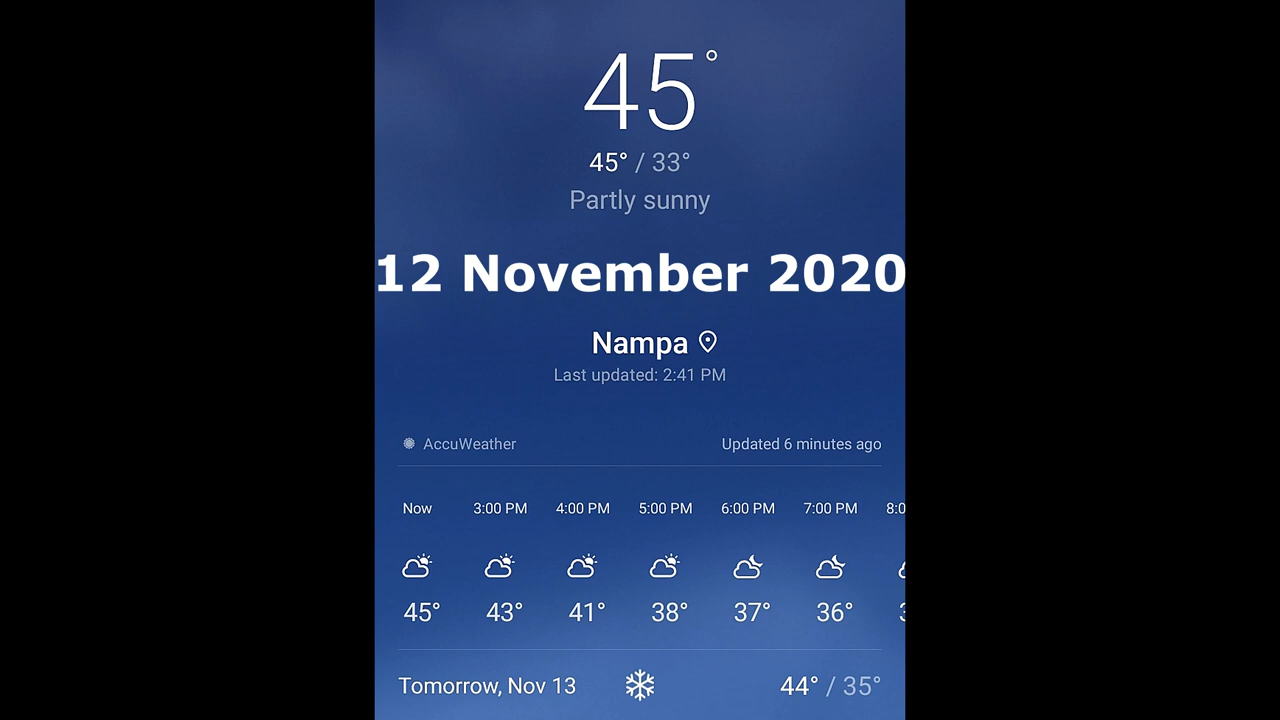 45°
45° / 33°
Partly sunny
12 November 2020
Nampa
Last updated: 2:41 PM
AccuWeather Updated 6 minutes ago
Now 3:00 PM 4:00 PM 5:00 PM 6:00 PM 7:00 PM
45° 43° 41° 38° 37° 36°
Tomorrow, Nov 13 44° / 35°